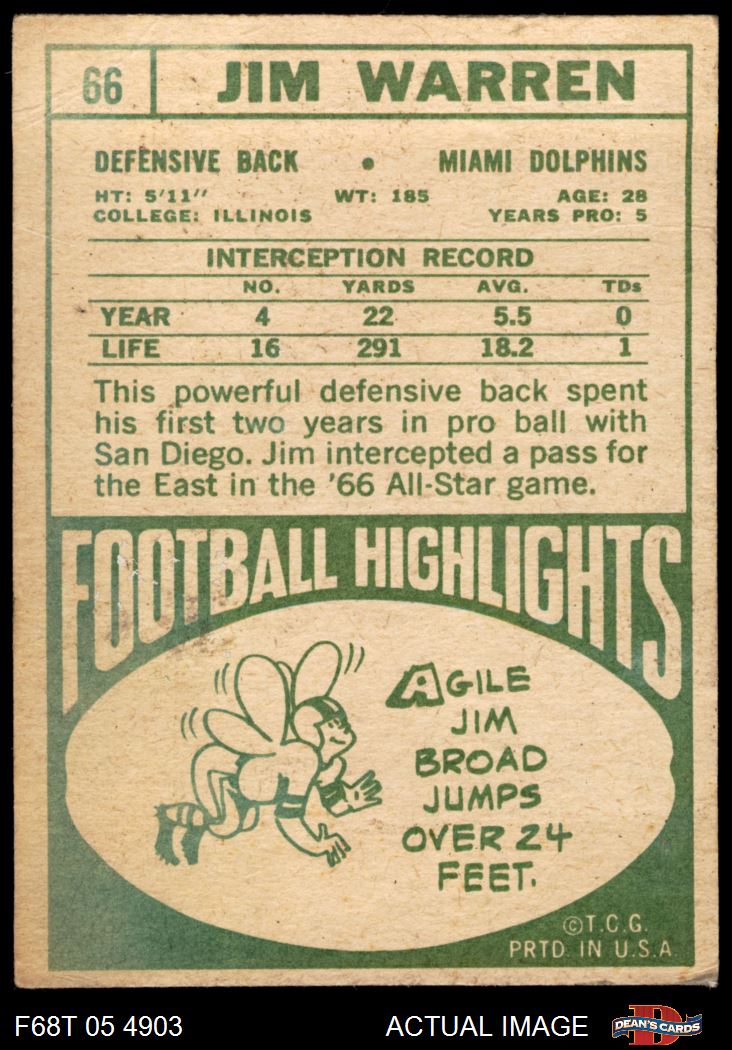 66 JIM WARREN
DEFENSIVE BACK • MIAMI DOLPHINS
HT: 5'11" WT: 185 AGE: 28
COLLEGE: ILLINOIS YEARS PRO: 5
INTERCEPTION RECORD
NO. YARDS AVG. TDs
YEAR 4 22 5.5 0
LIFE 16 291 18.2 1
This powerful defensive back spent
his first two years in pro ball with
San Diego. Jim intercepted a pass for
the East in the '66 All-Star game.
FOOTBALL HIGHLIGHTS
AGILE
JIM
BROAD
JUMPS
OVER 24
FEET.
©T.C.G.
PRTD. IN U.S.A
F68T 05 4903 ACTUAL IMAGE D DEAN'S CARDS